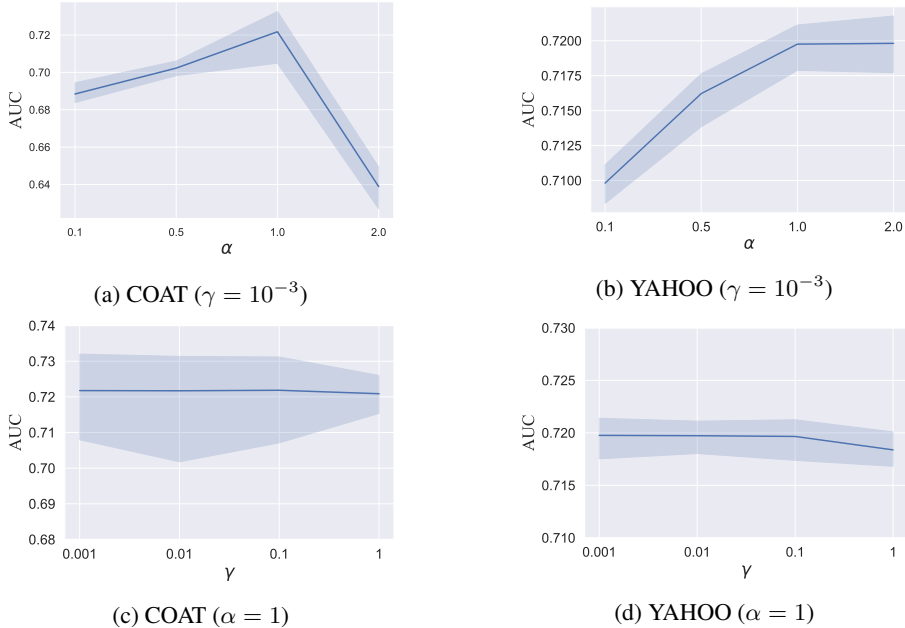 AUC
0.72
0.70
0.68
0.66
0.64
0.1 0.5 1.0 2.0
α
(a) COAT (γ = 10⁻³)
AUC
0.7200
0.7175
0.7150
0.7125
0.7100
0.1 0.5 1.0 2.0
α
(b) YAHOO (γ = 10⁻³)
AUC
0.74
0.73
0.72
0.71
0.70
0.69
0.68
0.001 0.01 0.1 1
γ
(c) COAT (α = 1)
AUC
0.730
0.725
0.720
0.715
0.710
0.001 0.01 0.1 1
γ
(d) YAHOO (α = 1)